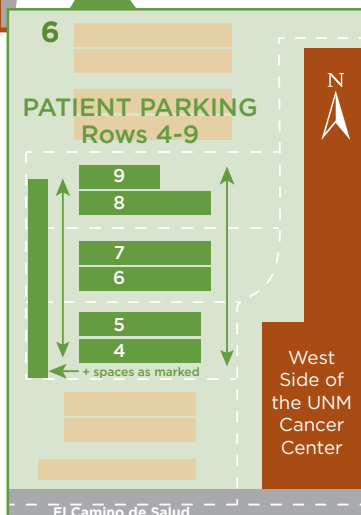 6
N
PATIENT PARKING
Rows 4-9
9
8
7
6
5
4
+ spaces as marked
West
Side of
the UNM
Cancer
Center
El Camino de Salud